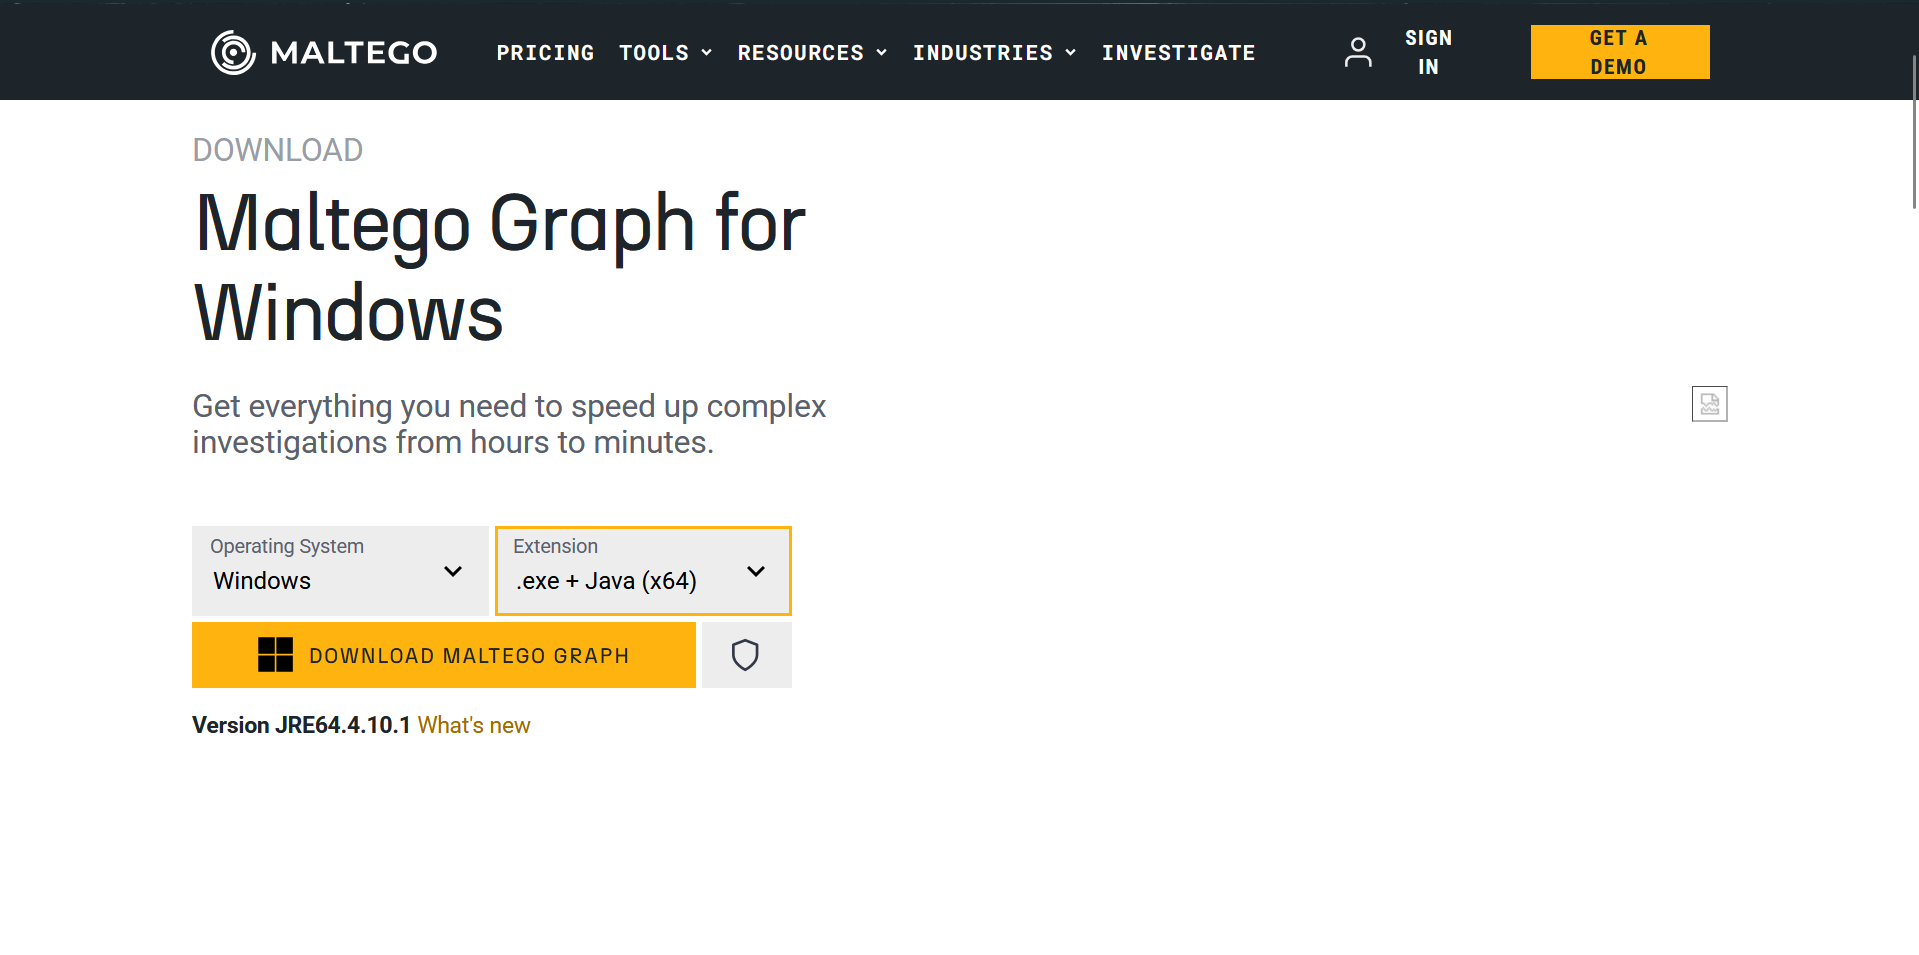 MALTEGO
PRICING TOOLS RESOURCES INDUSTRIES INVESTIGATE
SIGN
IN
GET A
DEMO
DOWNLOAD
Maltego Graph for
Windows
Get everything you need to speed up complex
investigations from hours to minutes.
Operating System
Windows
Extension
.exe + Java (x64)
DOWNLOAD MALTEGO GRAPH
Version JRE64.4.10.1 What's new